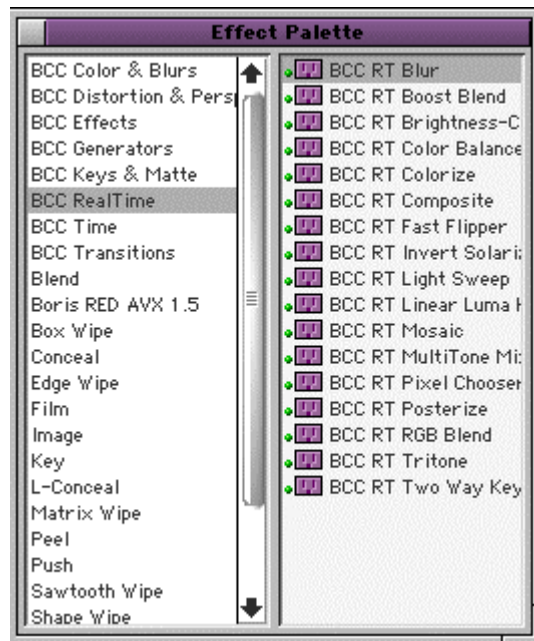 Effect Palette
BCC Color & Blurs
BCC Distortion & Pers
BCC Effects
BCC Generators
BCC Keys & Matte
BCC RealTime
BCC Time
BCC Transitions
Blend
Boris RED AVX 1.5
Box Wipe
Conceal
Edge Wipe
Film
Image
Key
L-Conceal
Matrix Wipe
Peel
Push
Sawtooth Wipe
Shape Wipe
BCC RT Blur
BCC RT Boost Blend
BCC RT Brightness-C
BCC RT Color Balance
BCC RT Colorize
BCC RT Composite
BCC RT Fast Flipper
BCC RT Invert Solariz
BCC RT Light Sweep
BCC RT Linear Luma
BCC RT Mosaic
BCC RT MultiTone Mi
BCC RT Pixel Chooser
BCC RT Posterize
BCC RT RGB Blend
BCC RT Tritone
BCC RT Two Way Key